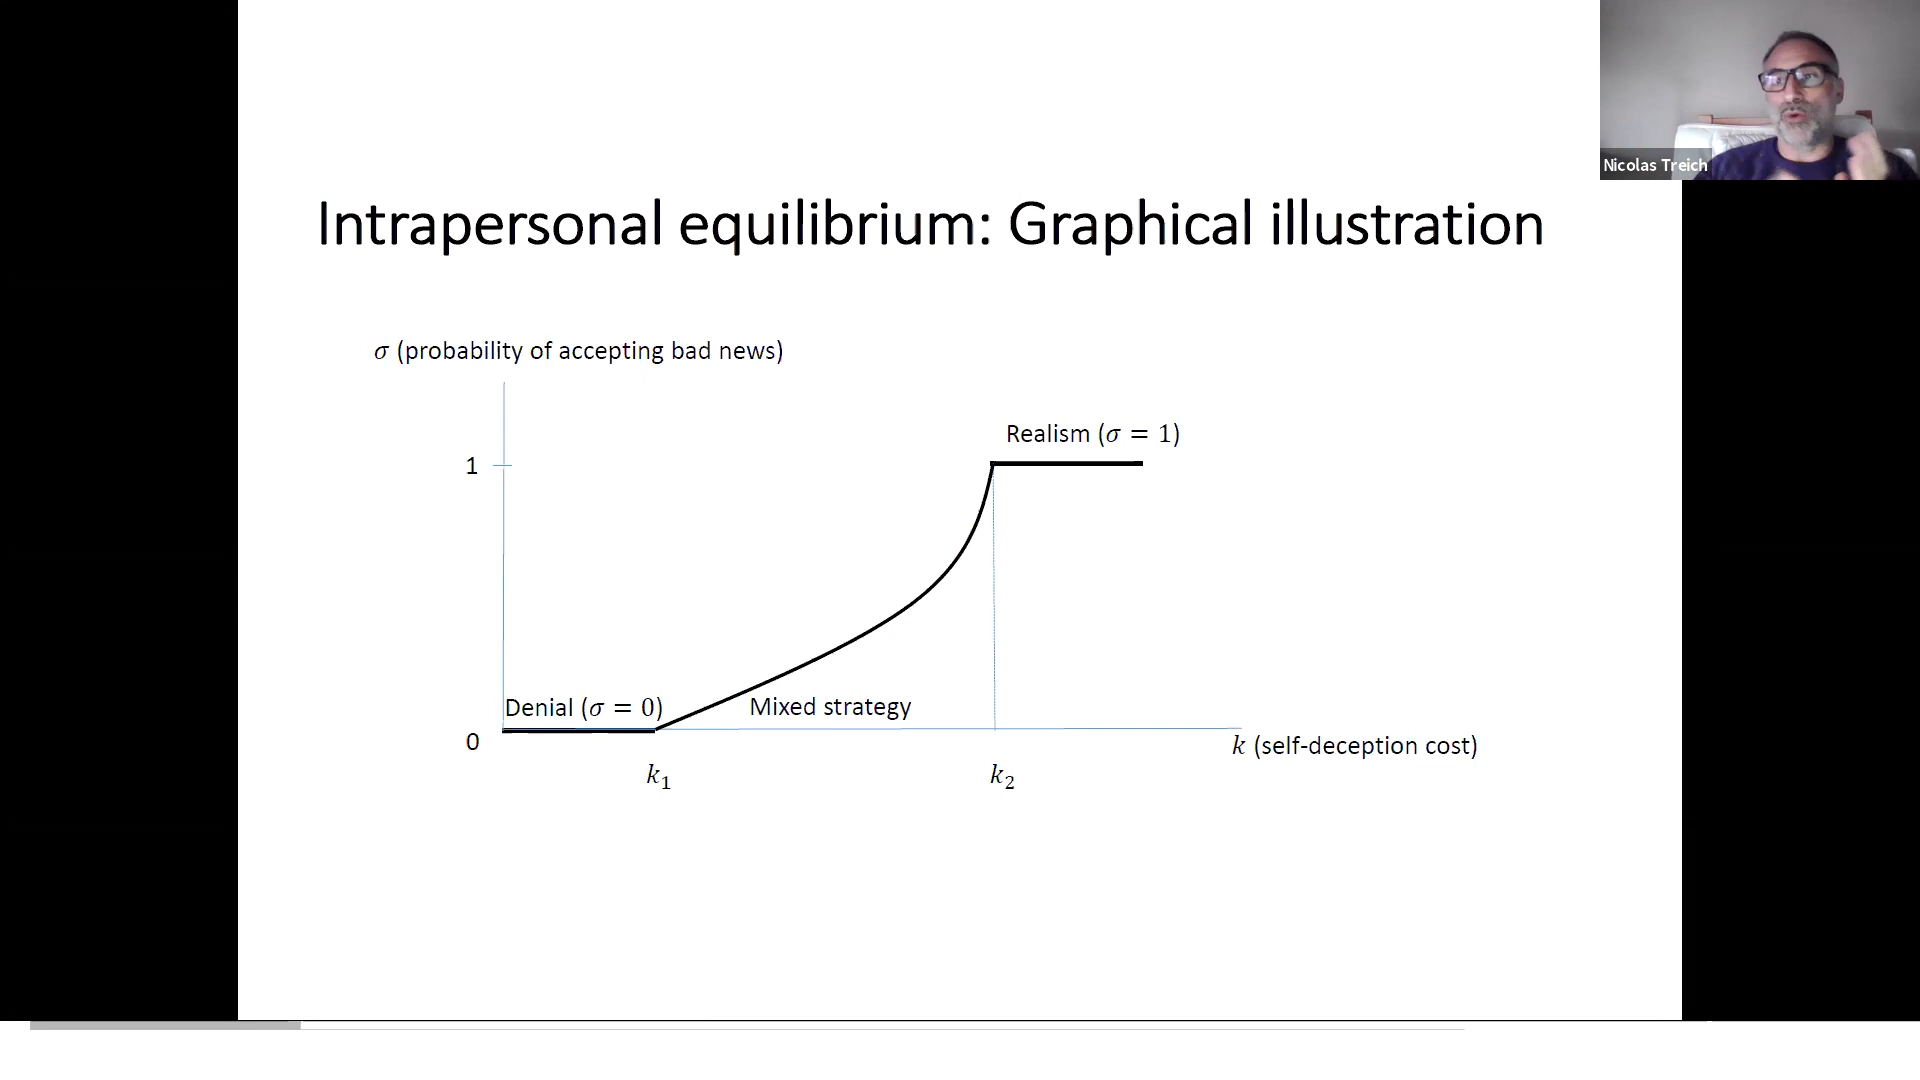 Nicolas Treich
Intrapersonal equilibrium: Graphical illustration
σ (probability of accepting bad news)
Realism (σ = 1)
1
Denial (σ = 0)
Mixed strategy
0
k (self-deception cost)
k₁
k₂